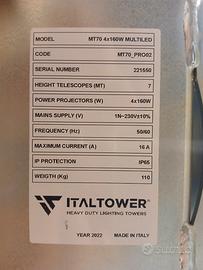 MODEL MT70 4x160W MULTILED
CODE MT70_PRO02
SERIAL NUMBER 221550
HEIGHT TELESCOPES (MT) 7
POWER PROJECTORS (W) 4x160W
MAINS SUPPLY (V) 1N~230V±10%
FREQUENCY (Hz) 50/60
MAXIMUM CURRENT (A) 16 A
IP PROTECTION IP65
WEIGTH (Kg) 110
ITALTOWER®
HEAVY DUTY LIGHTING TOWERS
YEAR 2022 MADE IN ITALY
subito.it